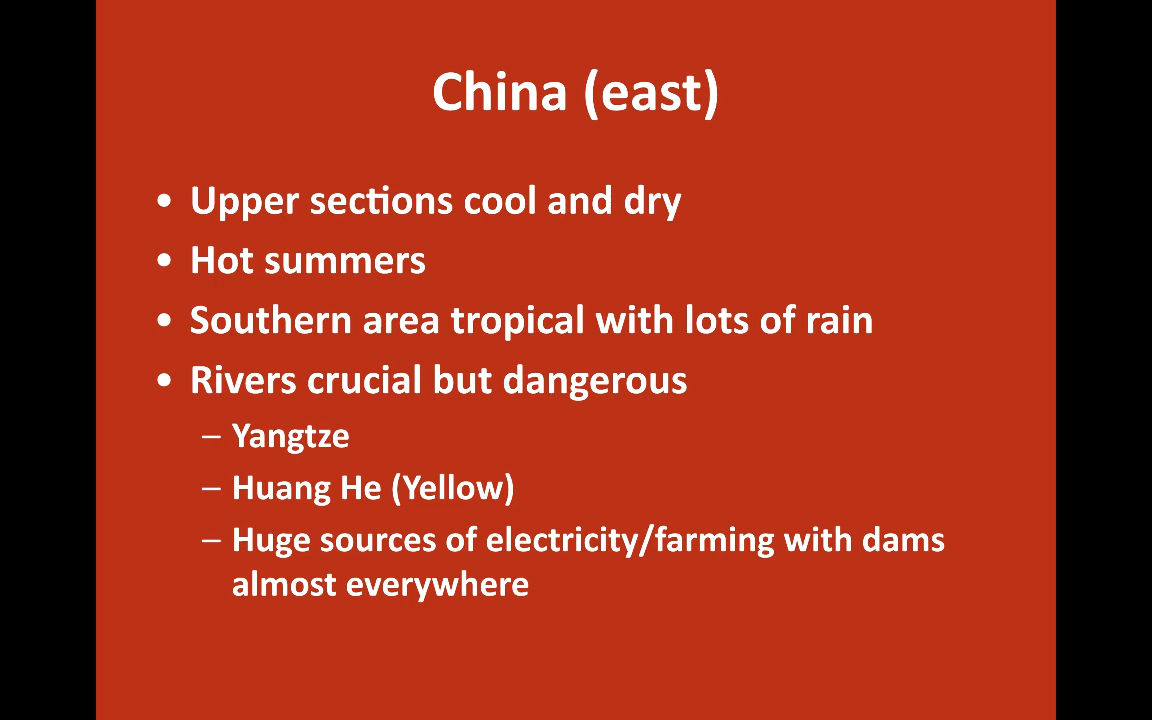 China (east)
• Upper sections cool and dry
• Hot summers
• Southern area tropical with lots of rain
• Rivers crucial but dangerous
– Yangtze
– Huang He (Yellow)
– Huge sources of electricity/farming with dams
almost everywhere